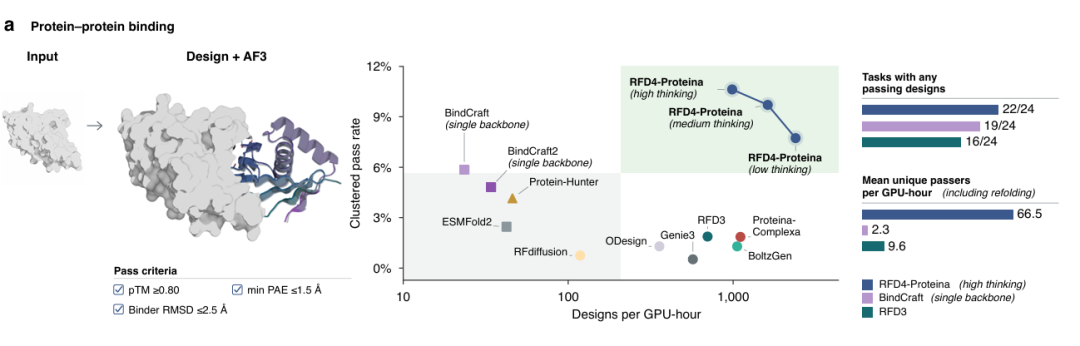 a Protein–protein binding
Input
Design + AF3
Pass criteria
pTM ≥0.80
min PAE ≤1.5 Å
Binder RMSD ≤2.5 Å
Clustered pass rate
12%
9%
6%
3%
0%
10
100
1,000
Designs per GPU-hour
BindCraft
(single backbone)
BindCraft2
(single backbone)
Protein-Hunter
ESMFold2
RFdiffusion
ODesign
Genie3
RFD3
Proteina-
Complexa
BoltzGen
RFD4-Proteina
(high thinking)
RFD4-Proteina
(medium thinking)
RFD4-Proteina
(low thinking)
Tasks with any
passing designs
22/24
19/24
16/24
Mean unique passers
per GPU-hour (including refolding)
66.5
2.3
9.6
RFD4-Proteina (high thinking)
BindCraft (single backbone)
RFD3